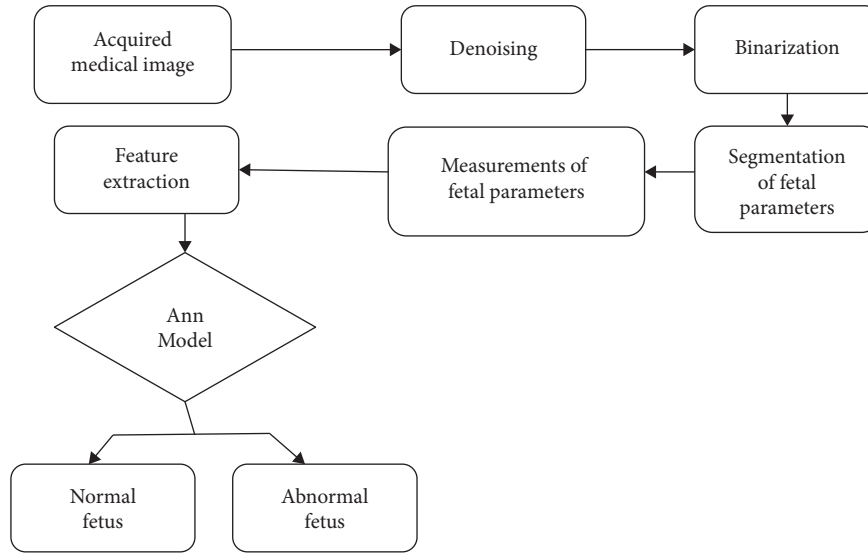 Acquired
medical image
Denoising
Binarization
Feature
extraction
Measurements of
fetal parameters
Segmentation
of fetal
parameters
Ann
Model
Normal
fetus
Abnormal
fetus